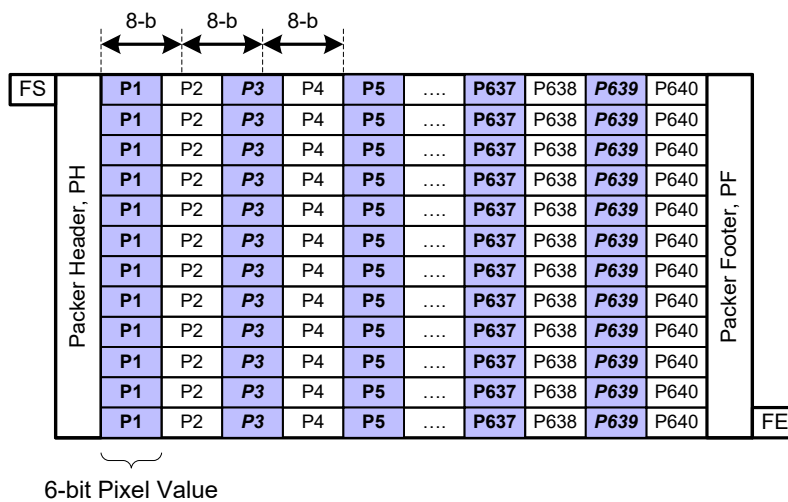 8-b 8-b 8-b
FS P1 P2 P3 P4 P5 .... P637 P638 P639 P640
P1 P2 P3 P4 P5 .... P637 P638 P639 P640
P1 P2 P3 P4 P5 .... P637 P638 P639 P640
P1 P2 P3 P4 P5 .... P637 P638 P639 P640
P1 P2 P3 P4 P5 .... P637 P638 P639 P640
P1 P2 P3 P4 P5 .... P637 P638 P639 P640
P1 P2 P3 P4 P5 .... P637 P638 P639 P640
P1 P2 P3 P4 P5 .... P637 P638 P639 P640
P1 P2 P3 P4 P5 .... P637 P638 P639 P640
P1 P2 P3 P4 P5 .... P637 P638 P639 P640
P1 P2 P3 P4 P5 .... P637 P638 P639 P640
P1 P2 P3 P4 P5 .... P637 P638 P639 P640 FE
Packer Header, PH
Packer Footer, PF
6-bit Pixel Value